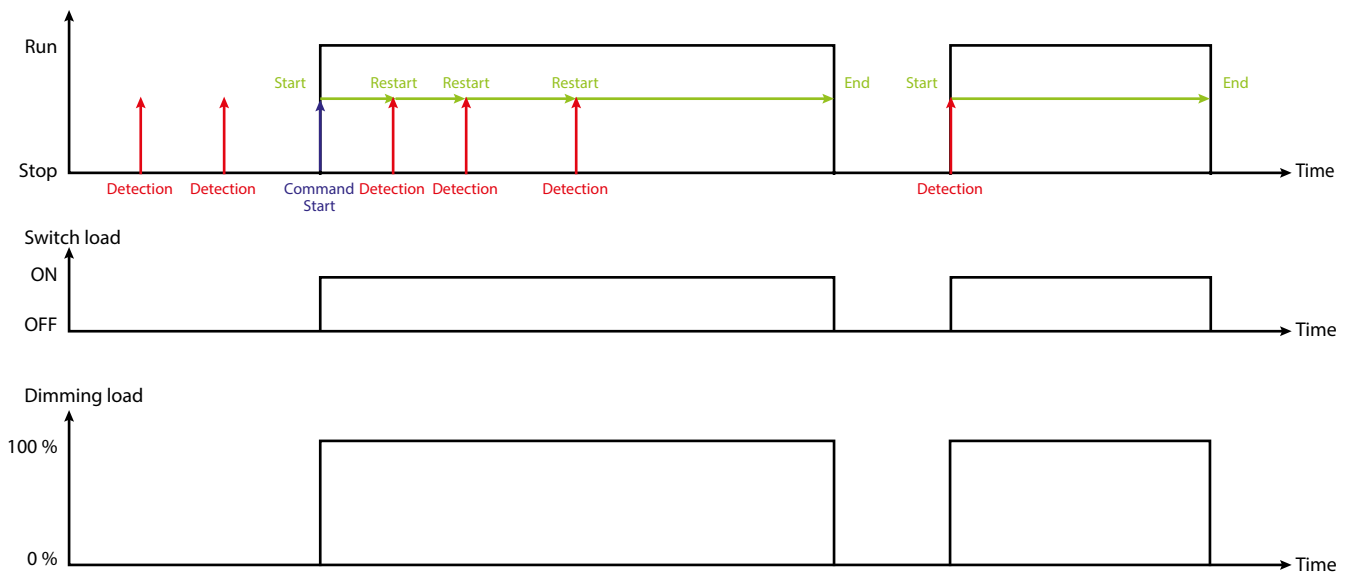 Run
Start
Restart
Restart
Restart
End
Start
End
Stop
Time
Detection
Detection
Command
Start
Detection
Detection
Detection
Detection
Switch load
ON
OFF
Time
Dimming load
100 %
0 %
Time